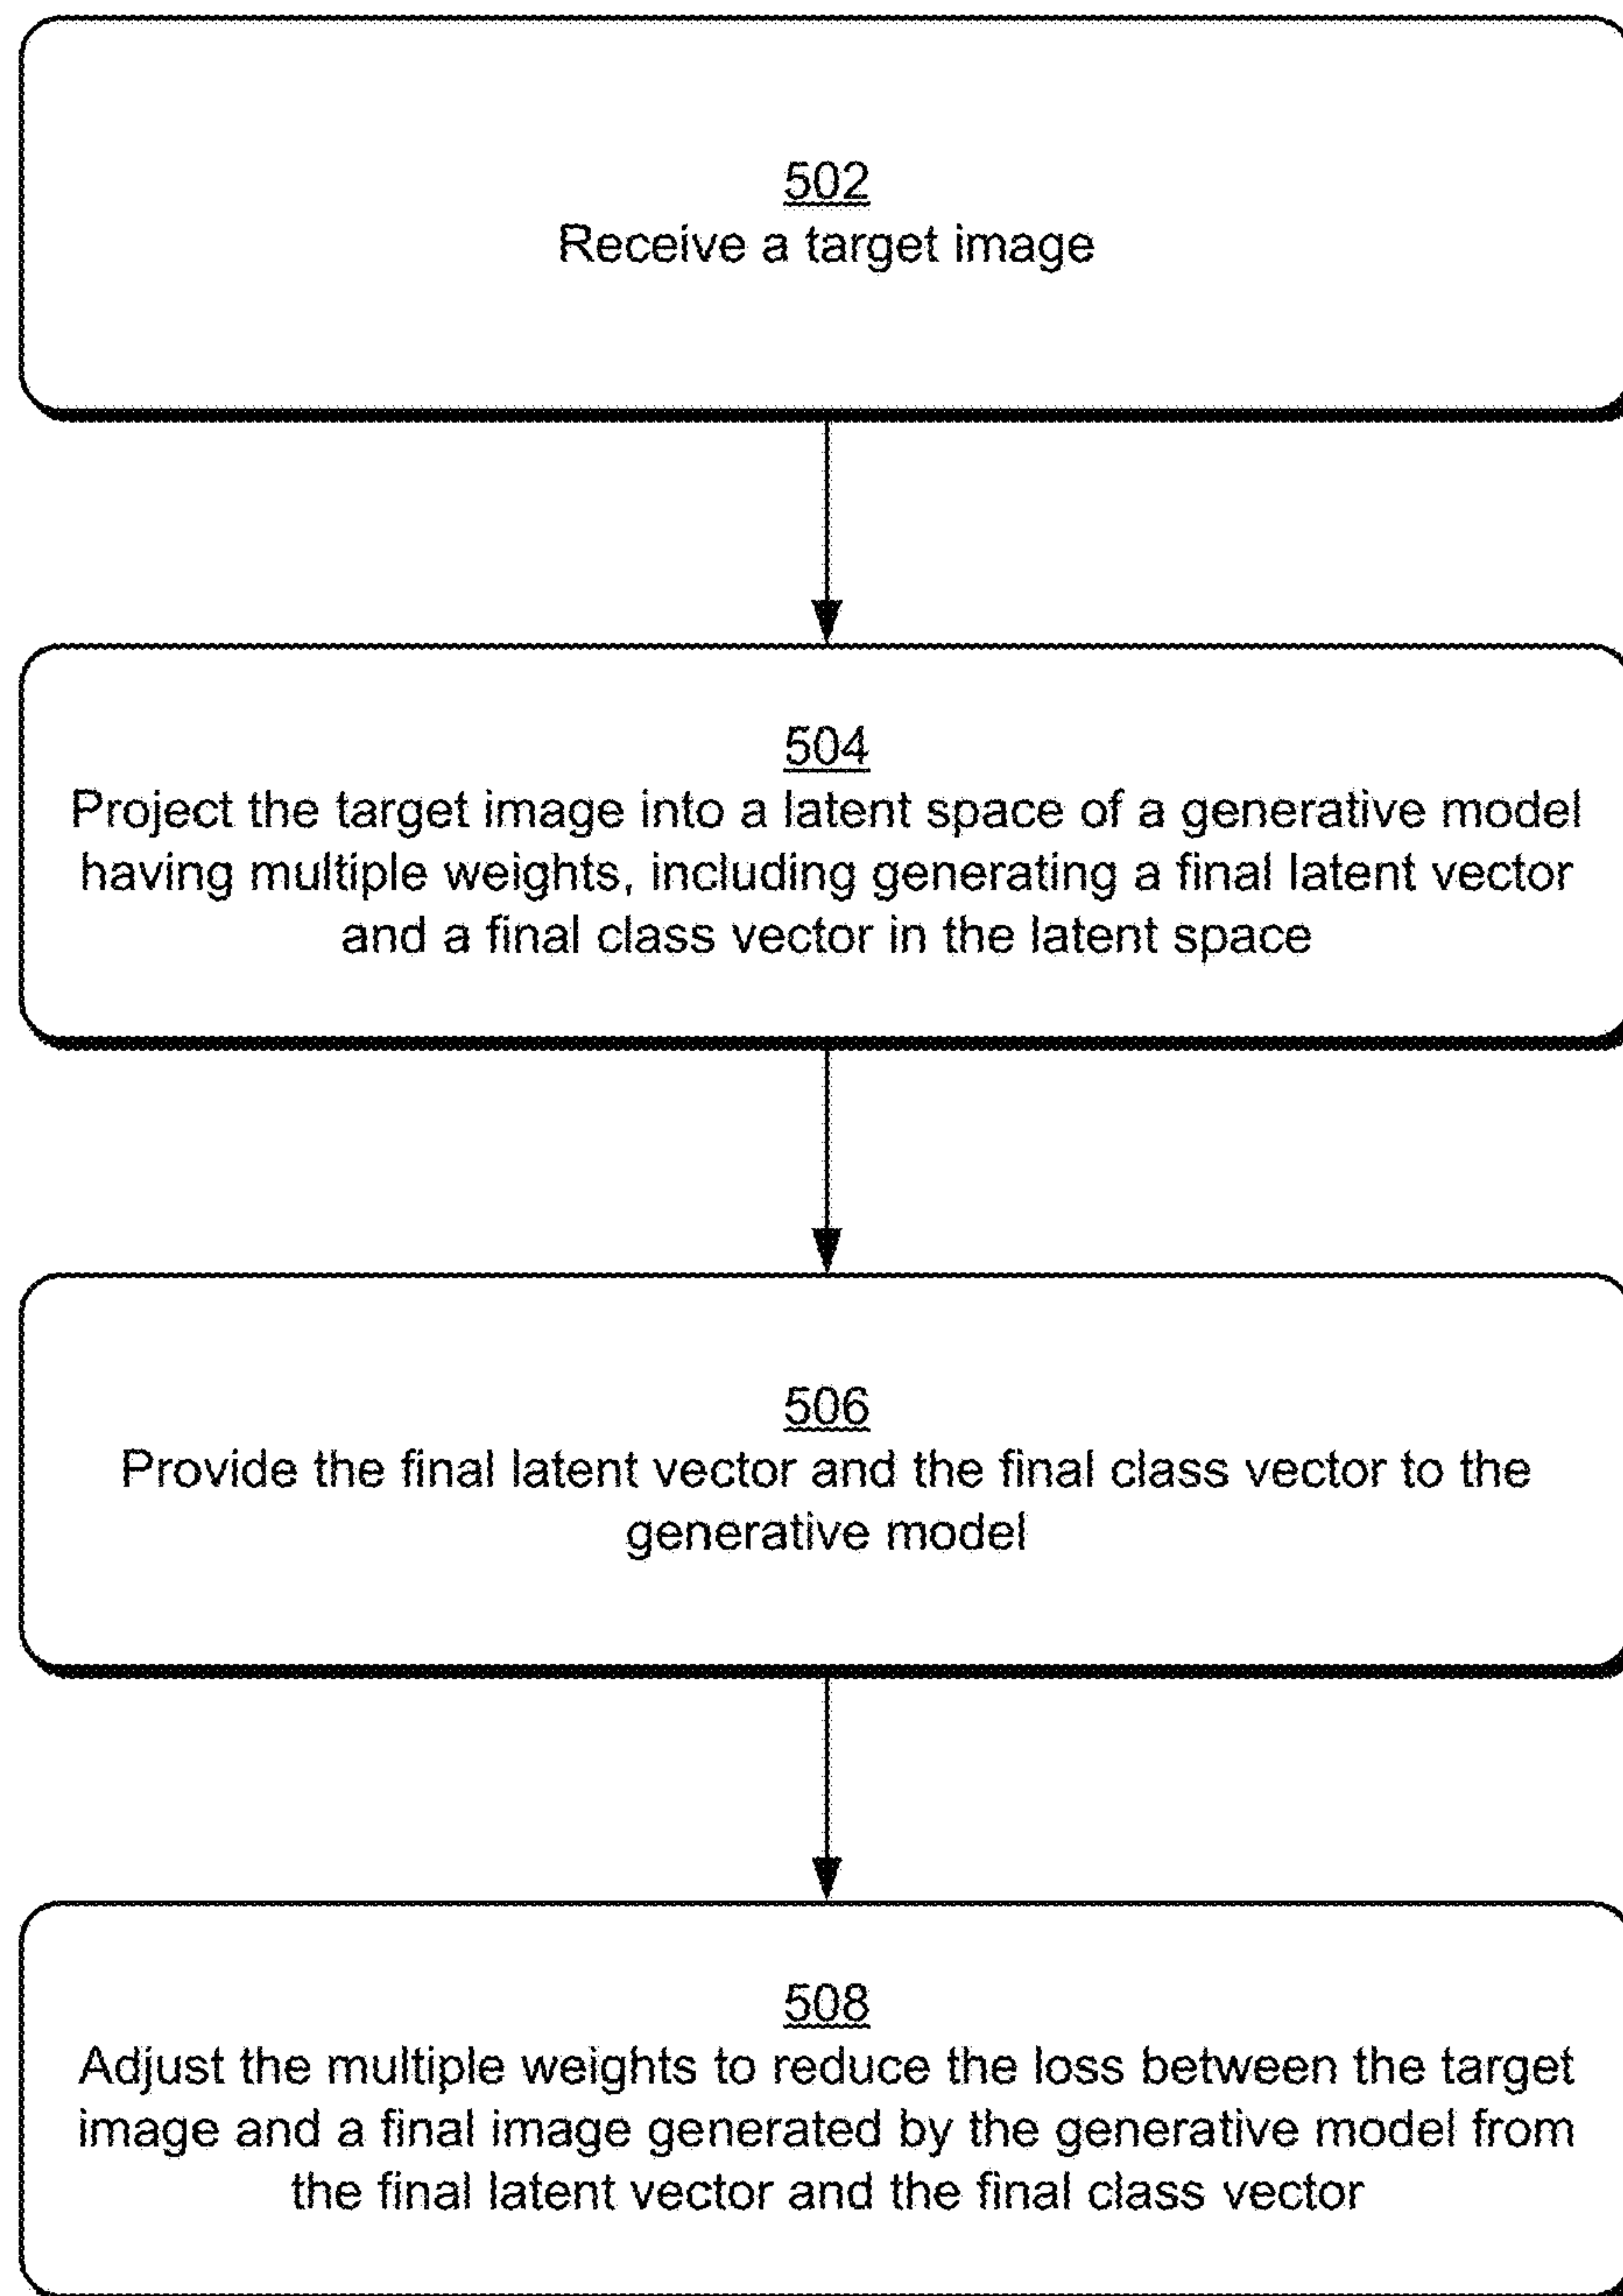 502
Receive a target image
504
Project the target image into a latent space of a generative model
having multiple weights, including generating a final latent vector
and a final class vector in the latent space
506
Provide the final latent vector and the final class vector to the
generative model
508
Adjust the multiple weights to reduce the loss between the target
image and a final image generated by the generative model from
the final latent vector and the final class vector